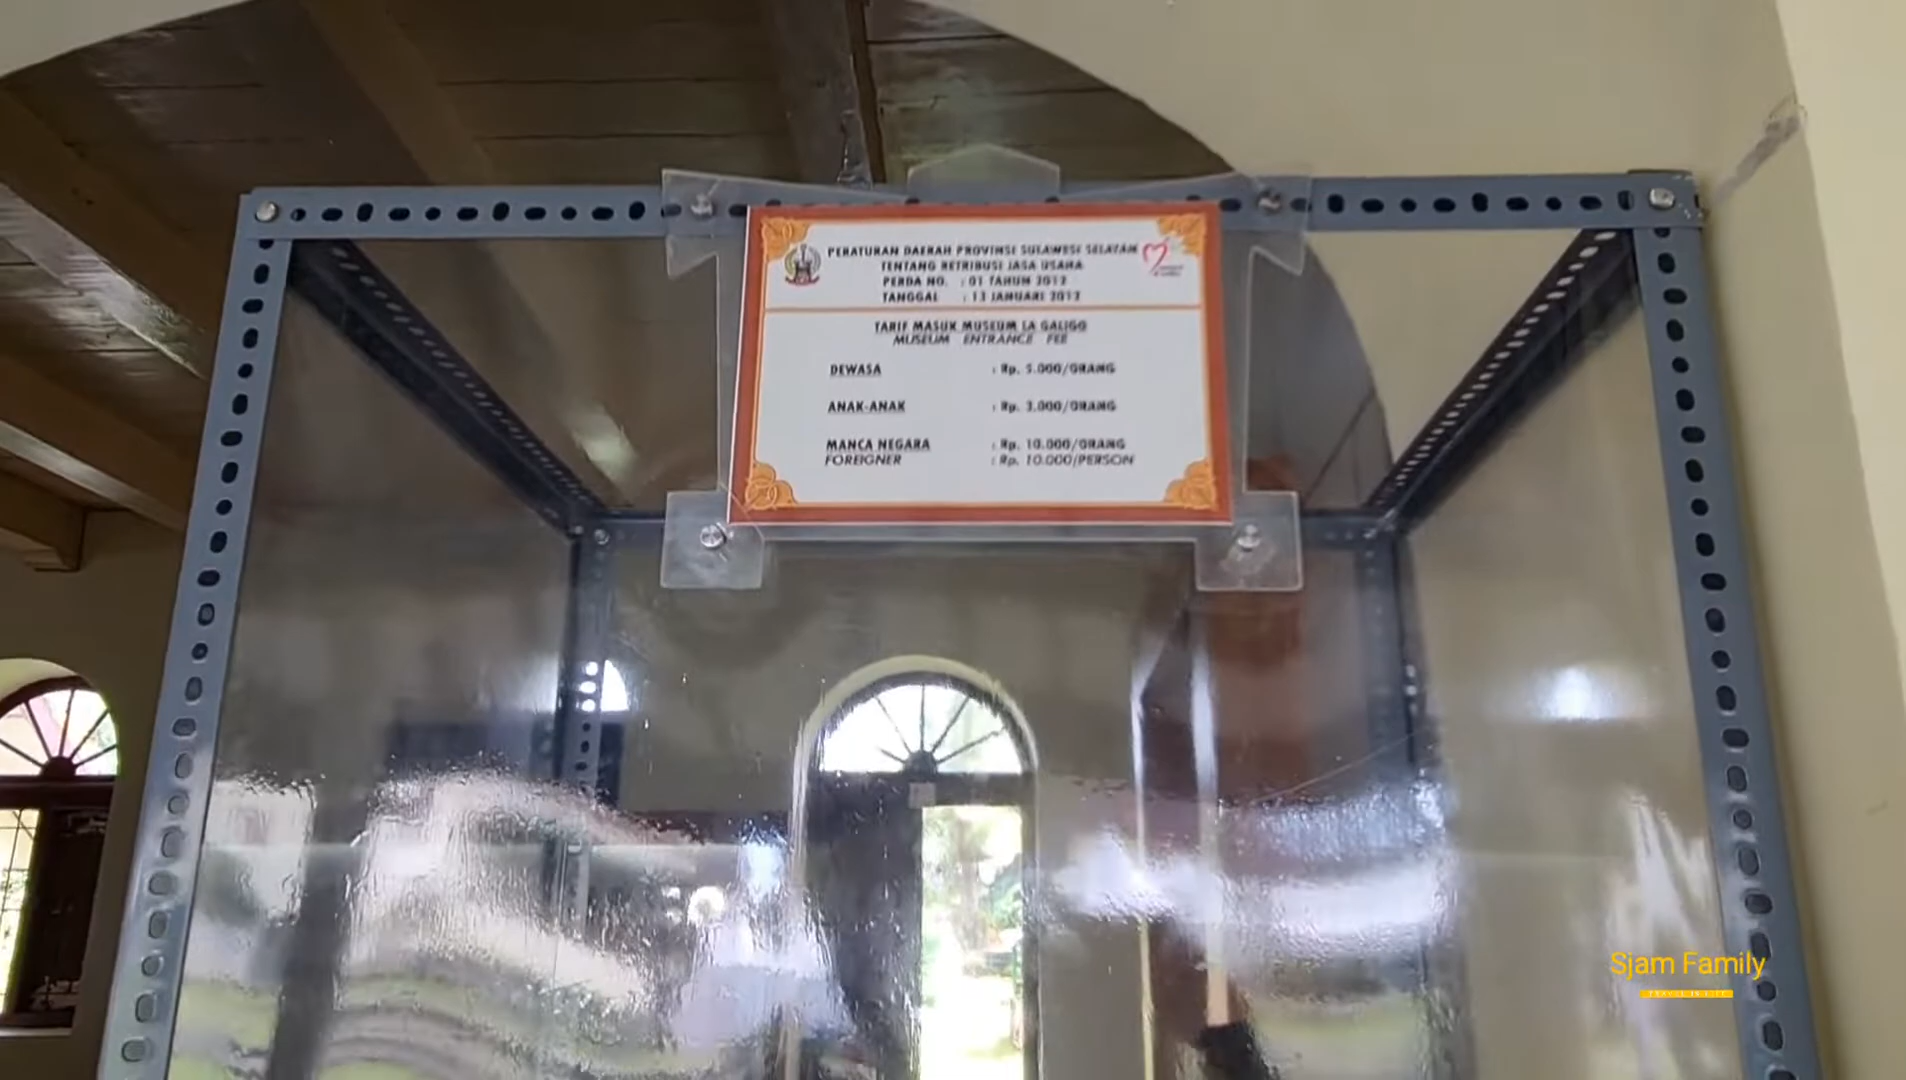 PERATURAN DAERAH PROVINSI SULAWESI SELATAN
TENTANG RETRIBUSI JASA USAHA
PERDA NO. : 01 TAHUN 2012
TANGGAL : 13 JANUARI 2012
TARIF MASUK MUSEUM LA GALIGO
MUSEUM ENTRANCE FEE
DEWASA : Rp. 5.000/ORANG
ANAK-ANAK : Rp. 3.000/ORANG
MANCA NEGARA : Rp. 10.000/ORANG
FOREIGNER : Rp. 10.000/PERSON
Sjam Family